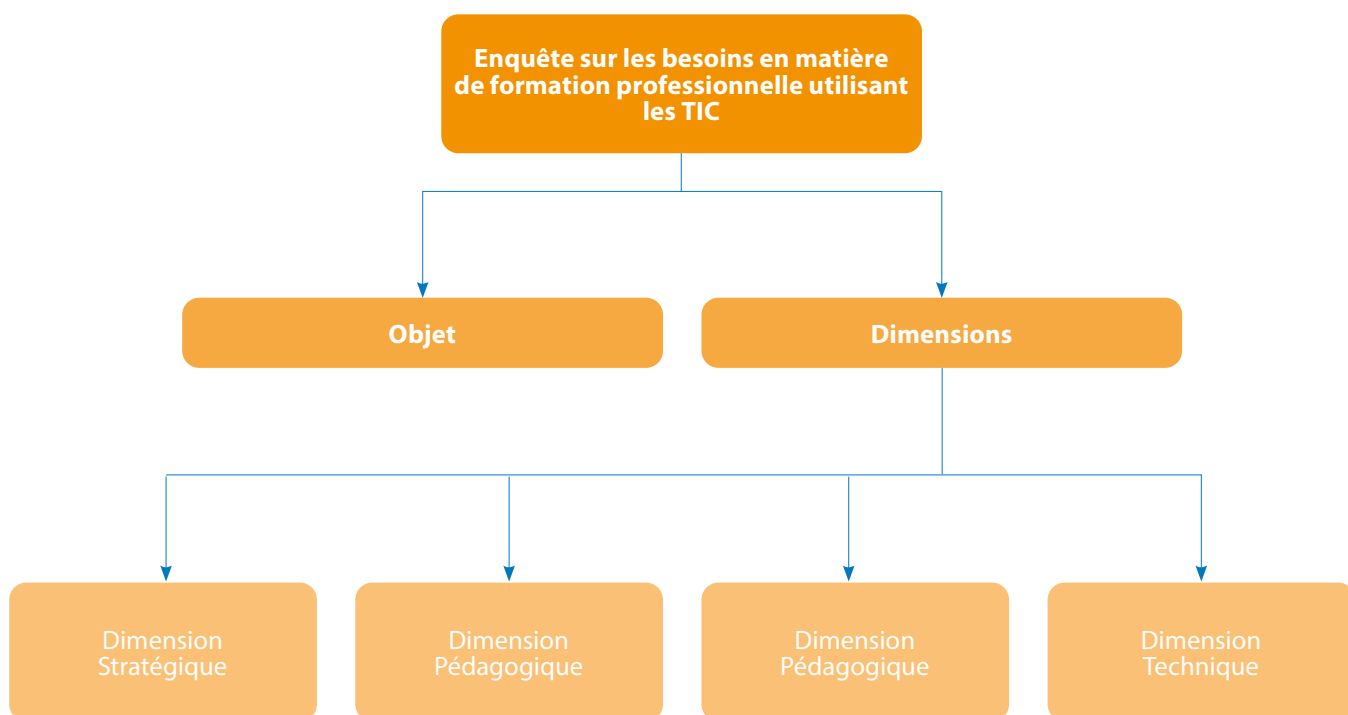 Enquête sur les besoins en matière
de formation professionnelle utilisant
les TIC
Objet
Dimensions
Dimension
Stratégique
Dimension
Pédagogique
Dimension
Pédagogique
Dimension
Technique